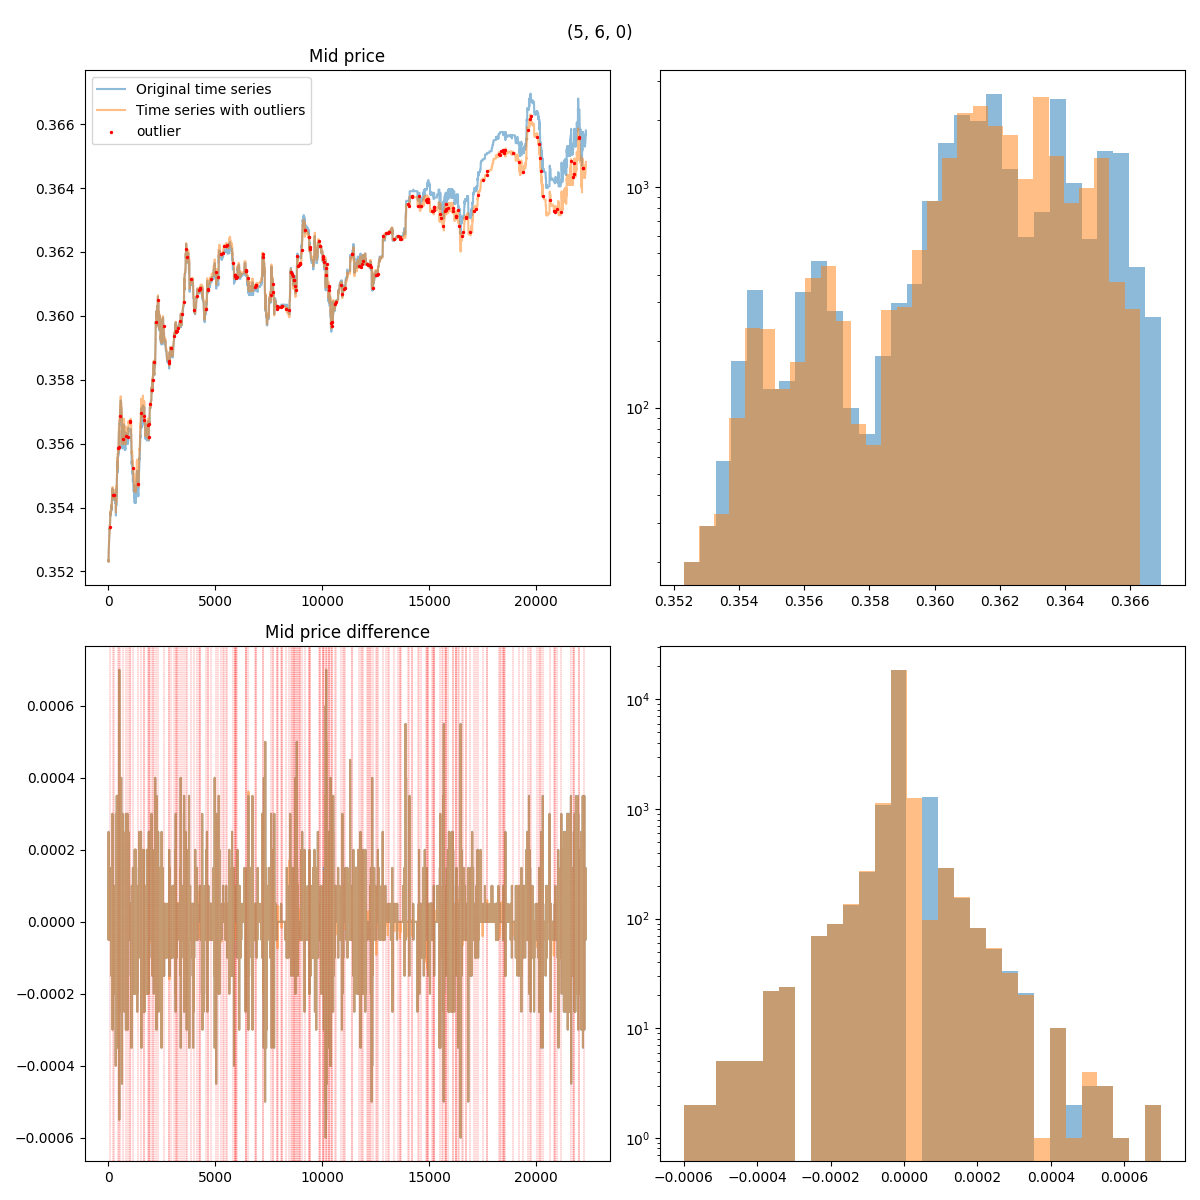 (5, 6, 0)
Mid price
Original time series
Time series with outliers
outlier
0.366
0.364
0.362
0.360
0.358
0.356
0.354
0.352
0 5000 10000 15000 20000
10³
10²
0.352 0.354 0.356 0.358 0.360 0.362 0.364 0.366
Mid price difference
0.0006
0.0004
0.0002
0.0000
−0.0002
−0.0004
−0.0006
0 5000 10000 15000 20000
10⁴
10³
10²
10¹
10⁰
−0.0006 −0.0004 −0.0002 0.0000 0.0002 0.0004 0.0006